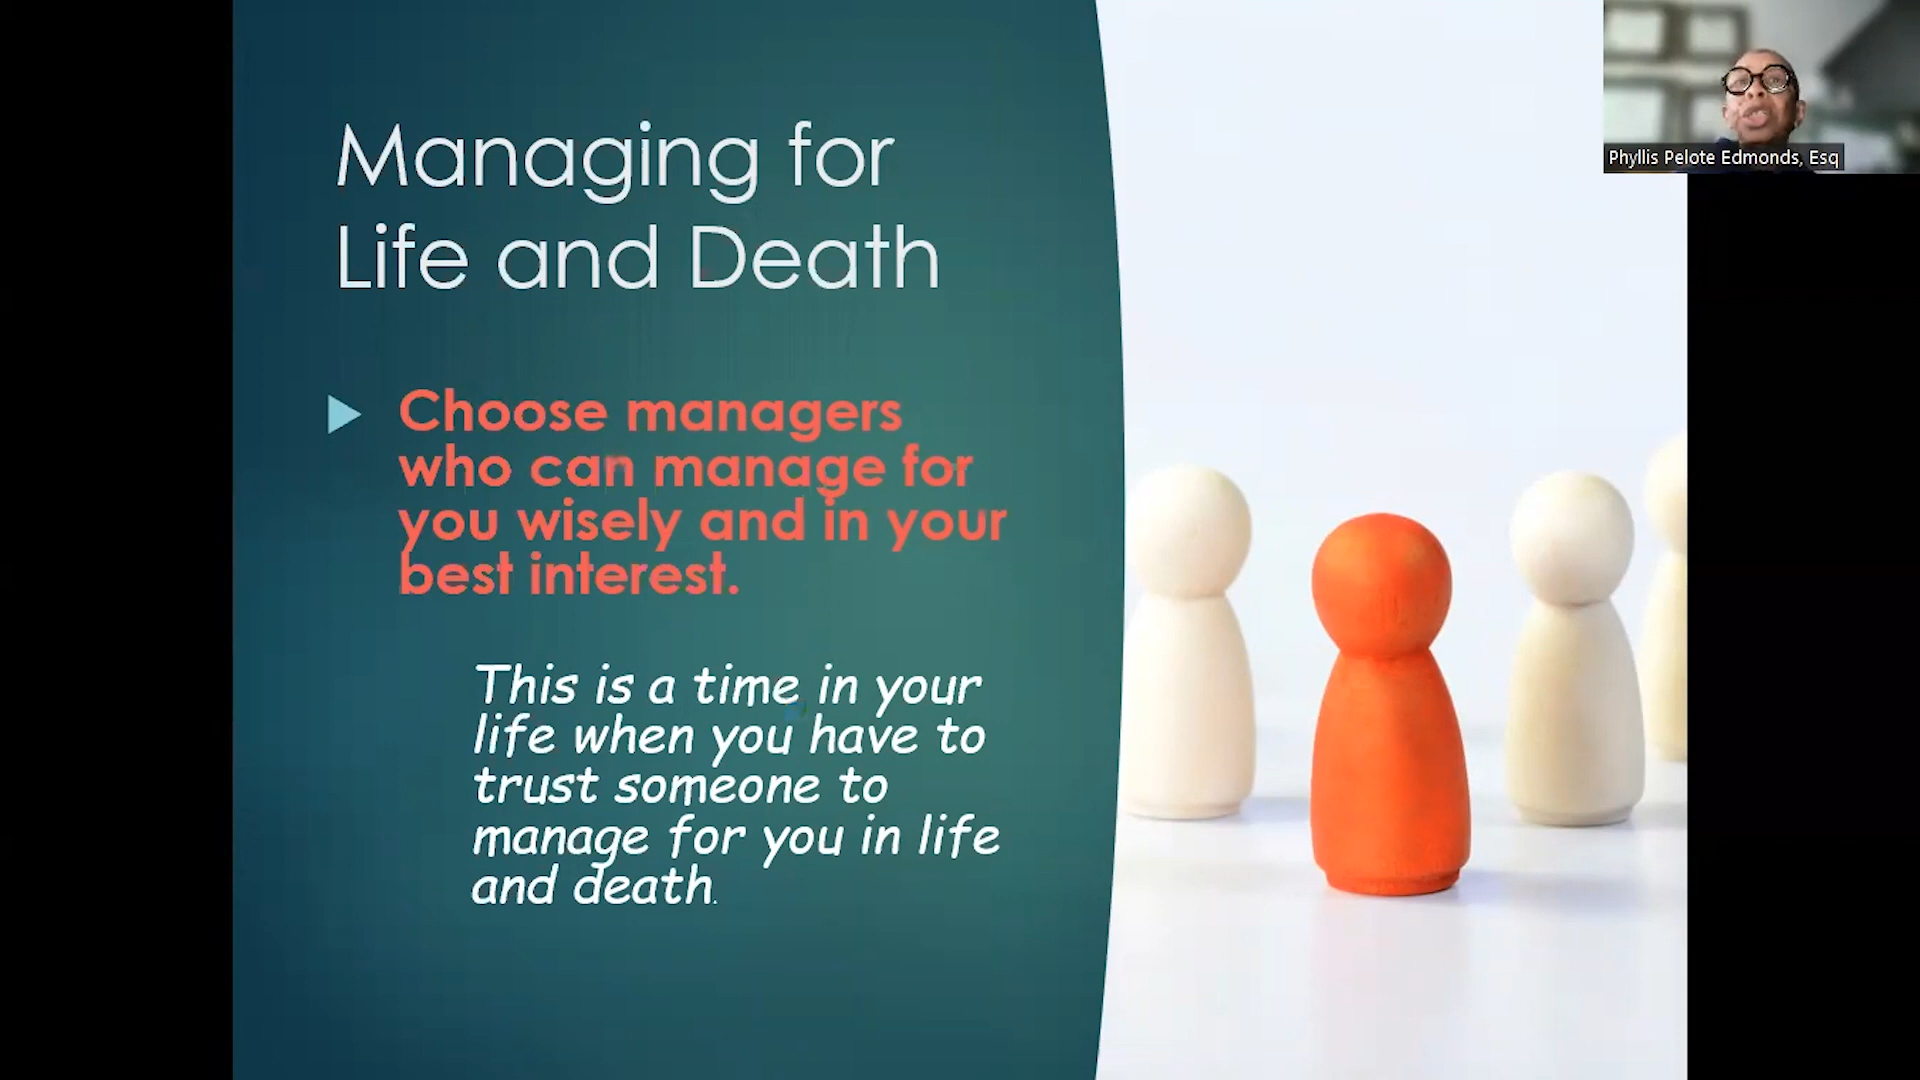 Managing for
Life and Death
Choose managers
who can manage for
you wisely and in your
best interest.
This is a time in your
life when you have to
trust someone to
manage for you in life
and death.
Phyllis Pelote Edmonds, Esq